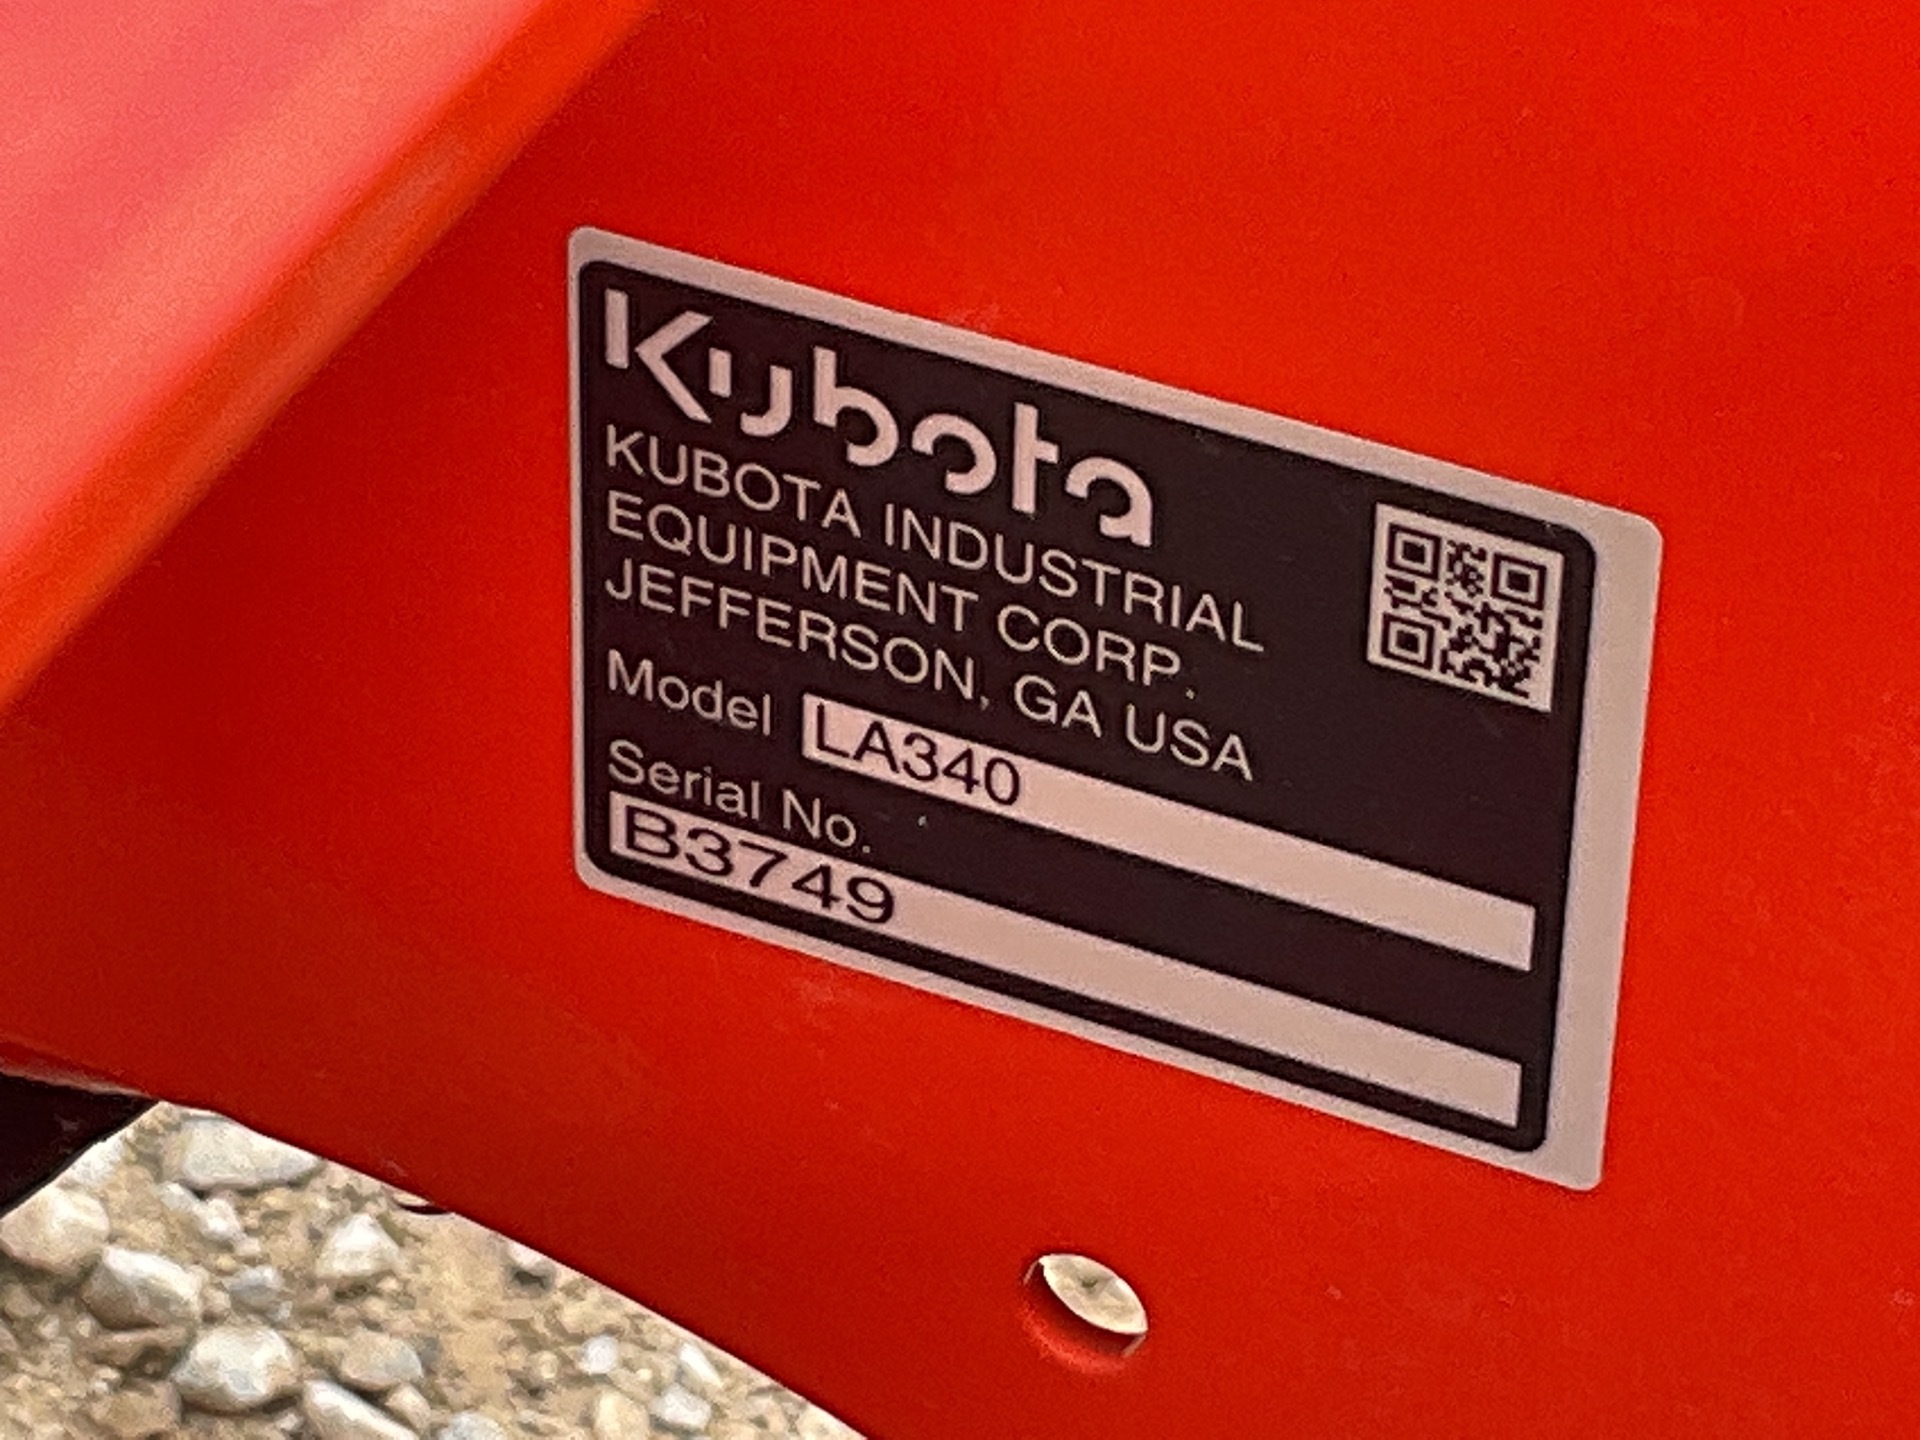 Kubota
KUBOTA INDUSTRIAL
EQUIPMENT CORP.
JEFFERSON, GA USA
Model LA340
Serial No.
B3749